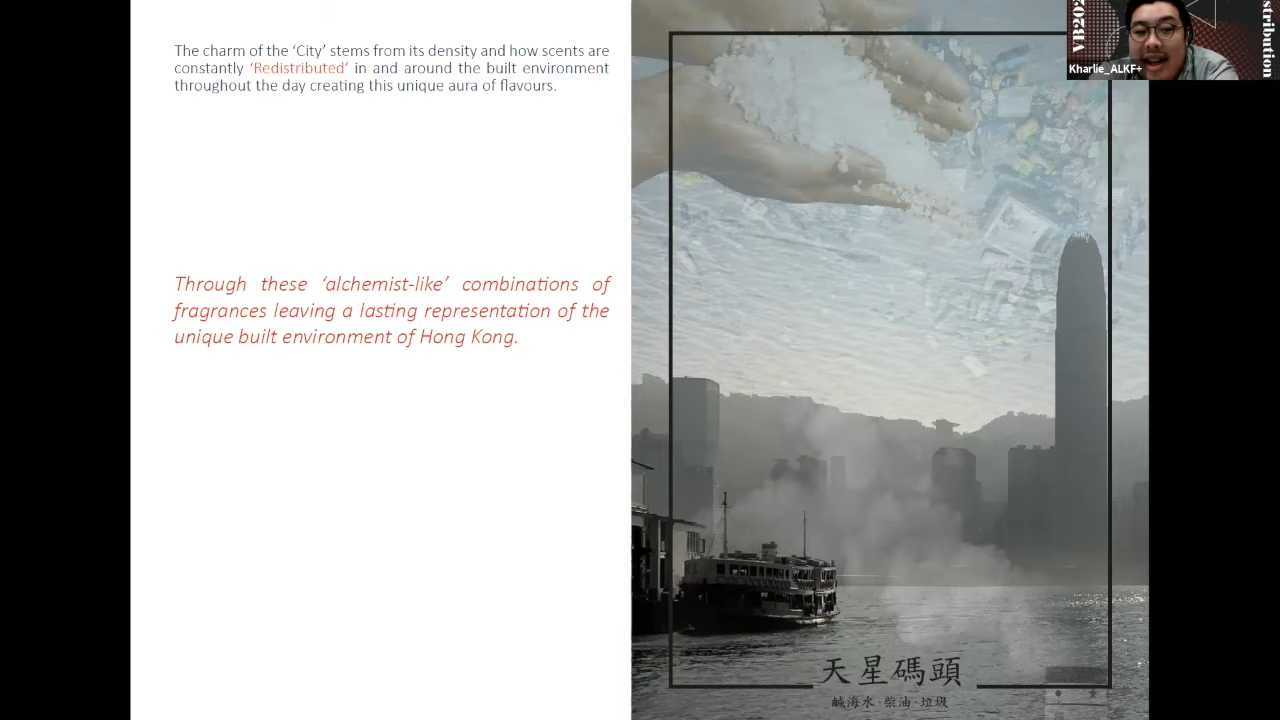 The charm of the ‘City’ stems from its density and how scents are
constantly ‘Redistributed’ in and around the built environment
throughout the day creating this unique aura of flavours.
Through these ‘alchemist-like’ combinations of
fragrances leaving a lasting representation of the
unique built environment of Hong Kong.
Kharlie_ALKF+
天星碼頭
鹹海水·柴油·垃圾